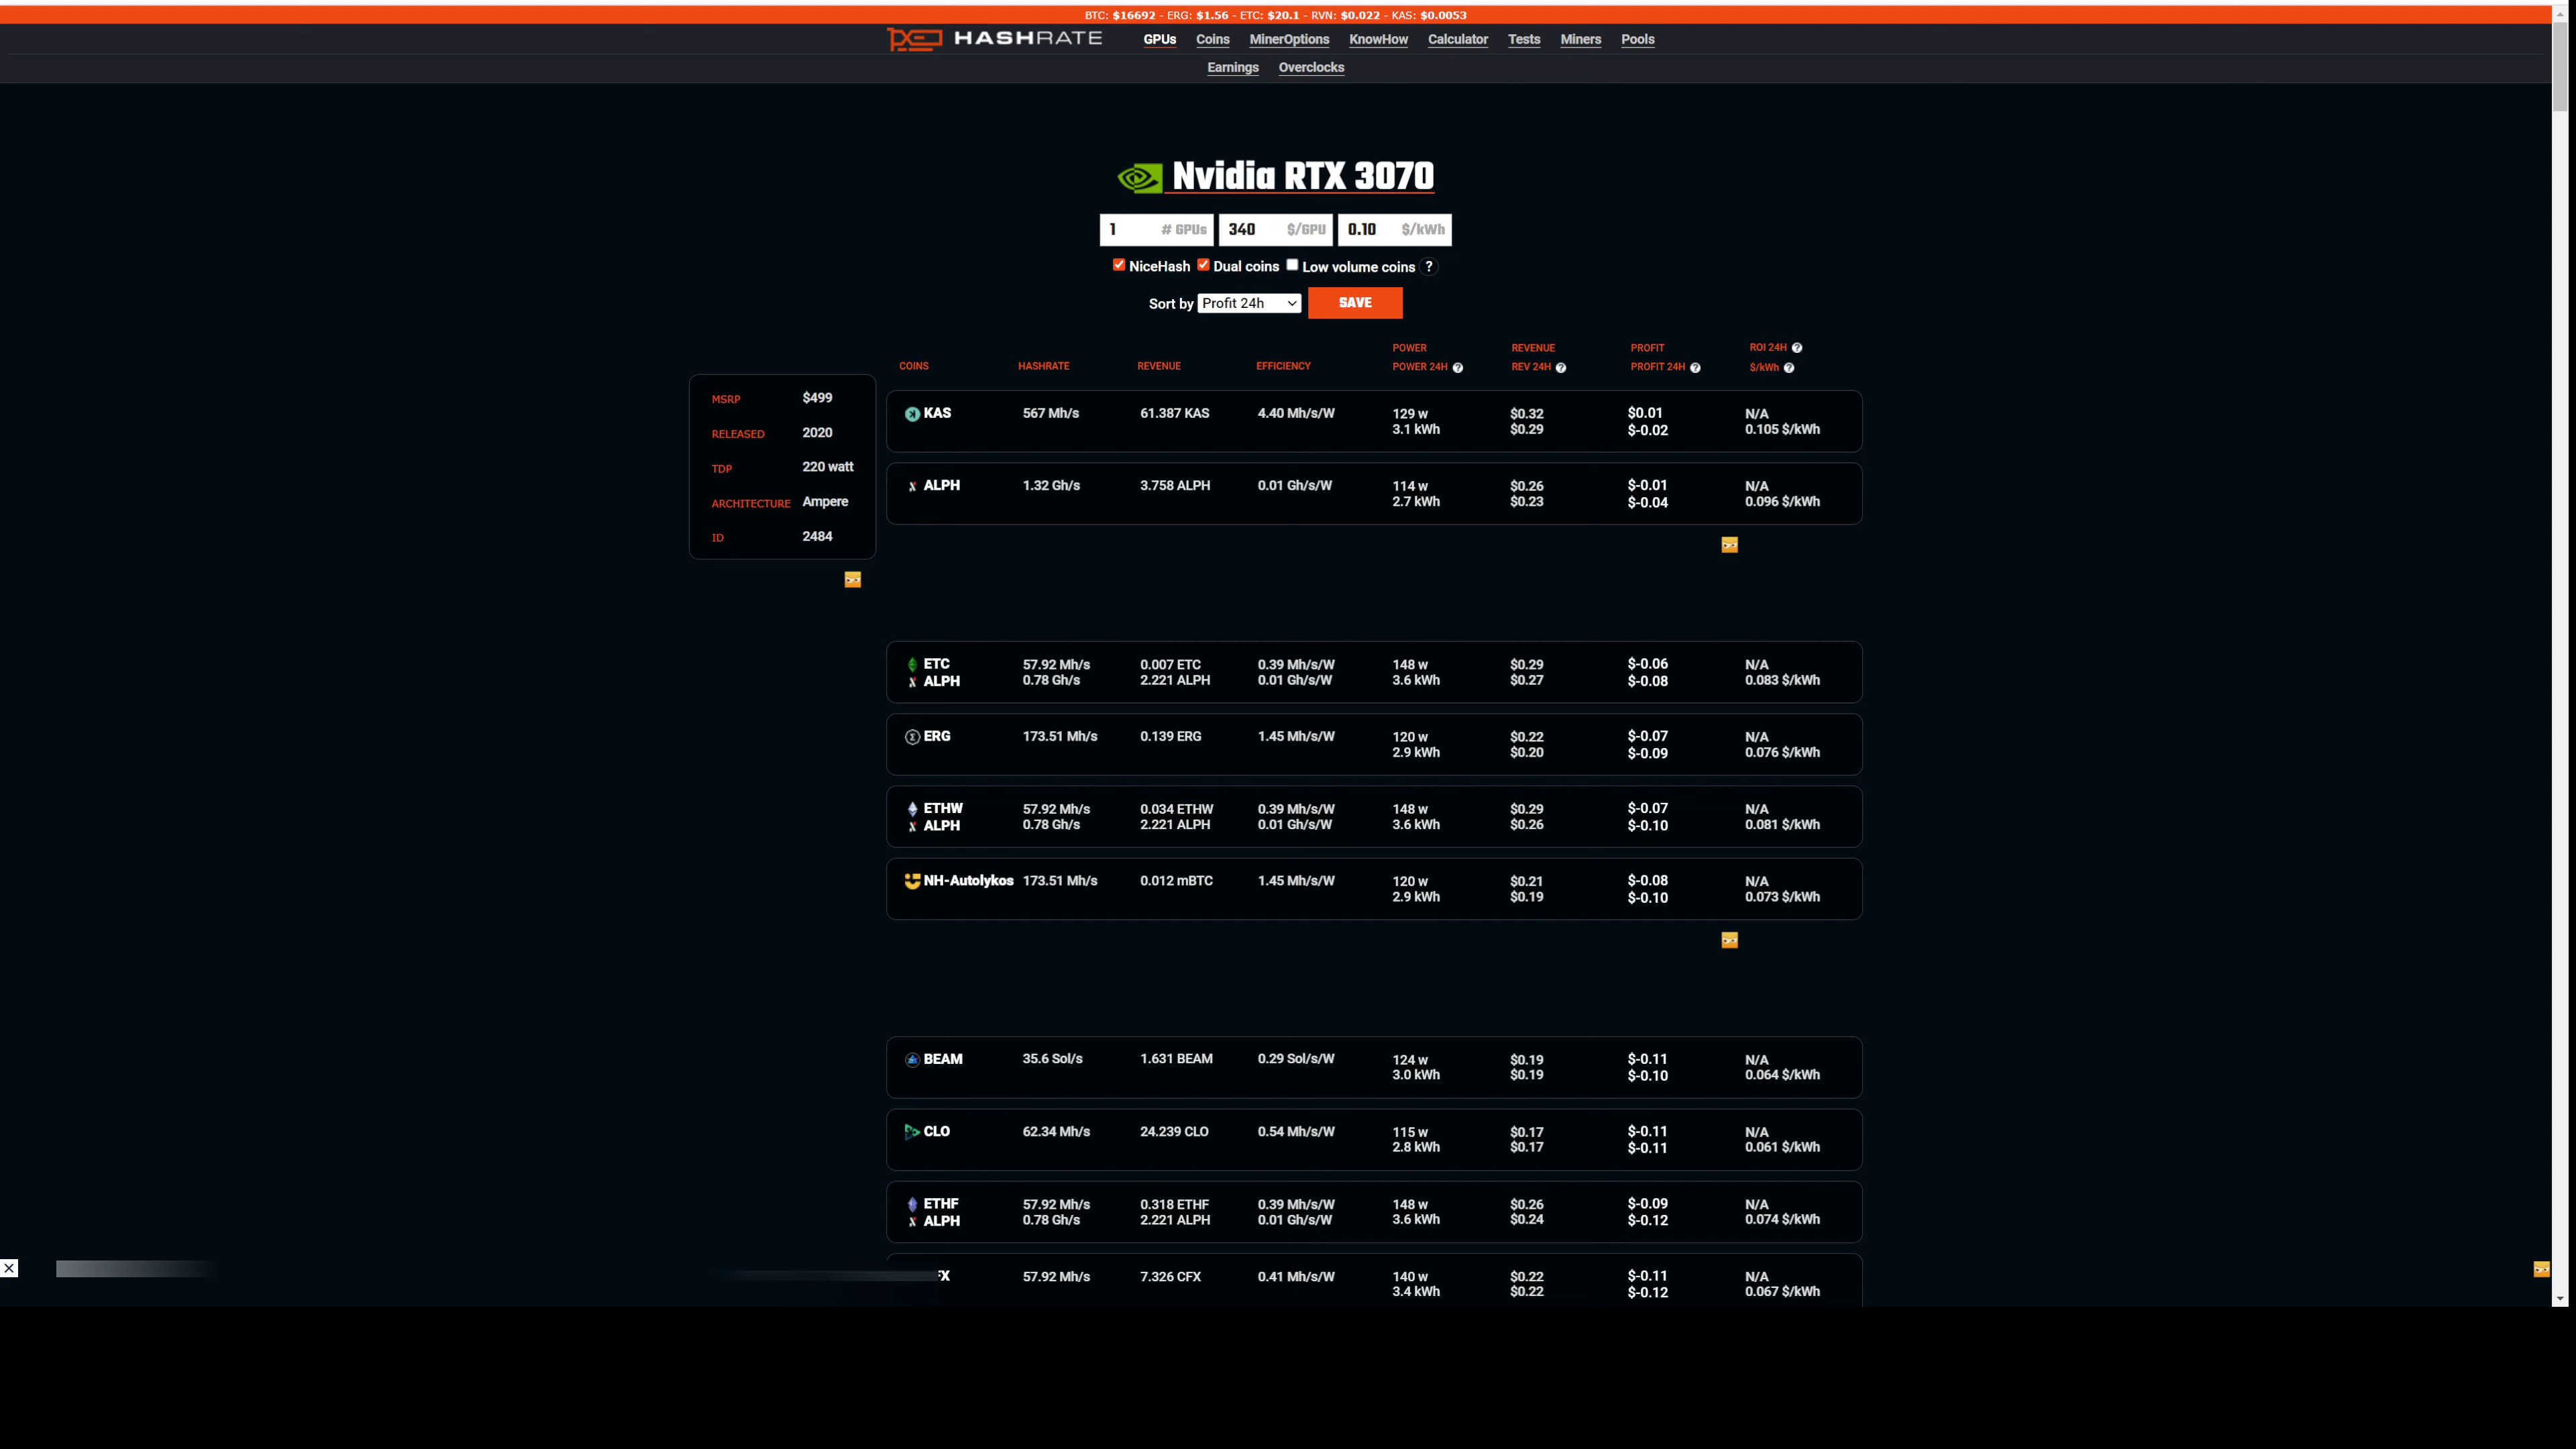 BTC: $16692 - ERG: $1.56 - ETC: $20.1 - RVN: $0.022 - KAS: $0.0053
HASHRATE GPUs Coins MinerOptions KnowHow Calculator Tests Miners Pools
Earnings Overclocks
Nvidia RTX 3070
1 # GPUs 340 $/GPU 0.10 $/kWh
NiceHash Dual coins Low volume coins ?
Sort by Profit 24h SAVE
POWER REVENUE PROFIT ROI 24H ?
COINS HASHRATE REVENUE EFFICIENCY POWER 24H ? REV 24H ? PROFIT 24H ? $/kWh ?
MSRP $499
RELEASED 2020
TDP 220 watt
ARCHITECTURE Ampere
ID 2484
KAS 567 Mh/s 61.387 KAS 4.40 Mh/s/W 129 w $0.32 $0.01 N/A
3.1 kWh $0.29 $-0.02 0.105 $/kWh
ALPH 1.32 Gh/s 3.758 ALPH 0.01 Gh/s/W 114 w $0.26 $-0.01 N/A
2.7 kWh $0.23 $-0.04 0.096 $/kWh
ETC 57.92 Mh/s 0.007 ETC 0.39 Mh/s/W 148 w $0.29 $-0.06 N/A
ALPH 0.78 Gh/s 2.221 ALPH 0.01 Gh/s/W 3.6 kWh $0.27 $-0.08 0.083 $/kWh
ERG 173.51 Mh/s 0.139 ERG 1.45 Mh/s/W 120 w $0.22 $-0.07 N/A
2.9 kWh $0.20 $-0.09 0.076 $/kWh
ETHW 57.92 Mh/s 0.034 ETHW 0.39 Mh/s/W 148 w $0.29 $-0.07 N/A
ALPH 0.78 Gh/s 2.221 ALPH 0.01 Gh/s/W 3.6 kWh $0.26 $-0.10 0.081 $/kWh
NH-Autolykos 173.51 Mh/s 0.012 mBTC 1.45 Mh/s/W 120 w $0.21 $-0.08 N/A
2.9 kWh $0.19 $-0.10 0.073 $/kWh
BEAM 35.6 Sol/s 1.631 BEAM 0.29 Sol/s/W 124 w $0.19 $-0.11 N/A
3.0 kWh $0.19 $-0.10 0.064 $/kWh
CLO 62.34 Mh/s 24.239 CLO 0.54 Mh/s/W 115 w $0.17 $-0.11 N/A
2.8 kWh $0.17 $-0.11 0.061 $/kWh
ETHF 57.92 Mh/s 0.318 ETHF 0.39 Mh/s/W 148 w $0.26 $-0.09 N/A
ALPH 0.78 Gh/s 2.221 ALPH 0.01 Gh/s/W 3.6 kWh $0.24 $-0.12 0.074 $/kWh
FX 57.92 Mh/s 7.326 CFX 0.41 Mh/s/W 140 w $0.22 $-0.11 N/A
3.4 kWh $0.22 $-0.12 0.067 $/kWh